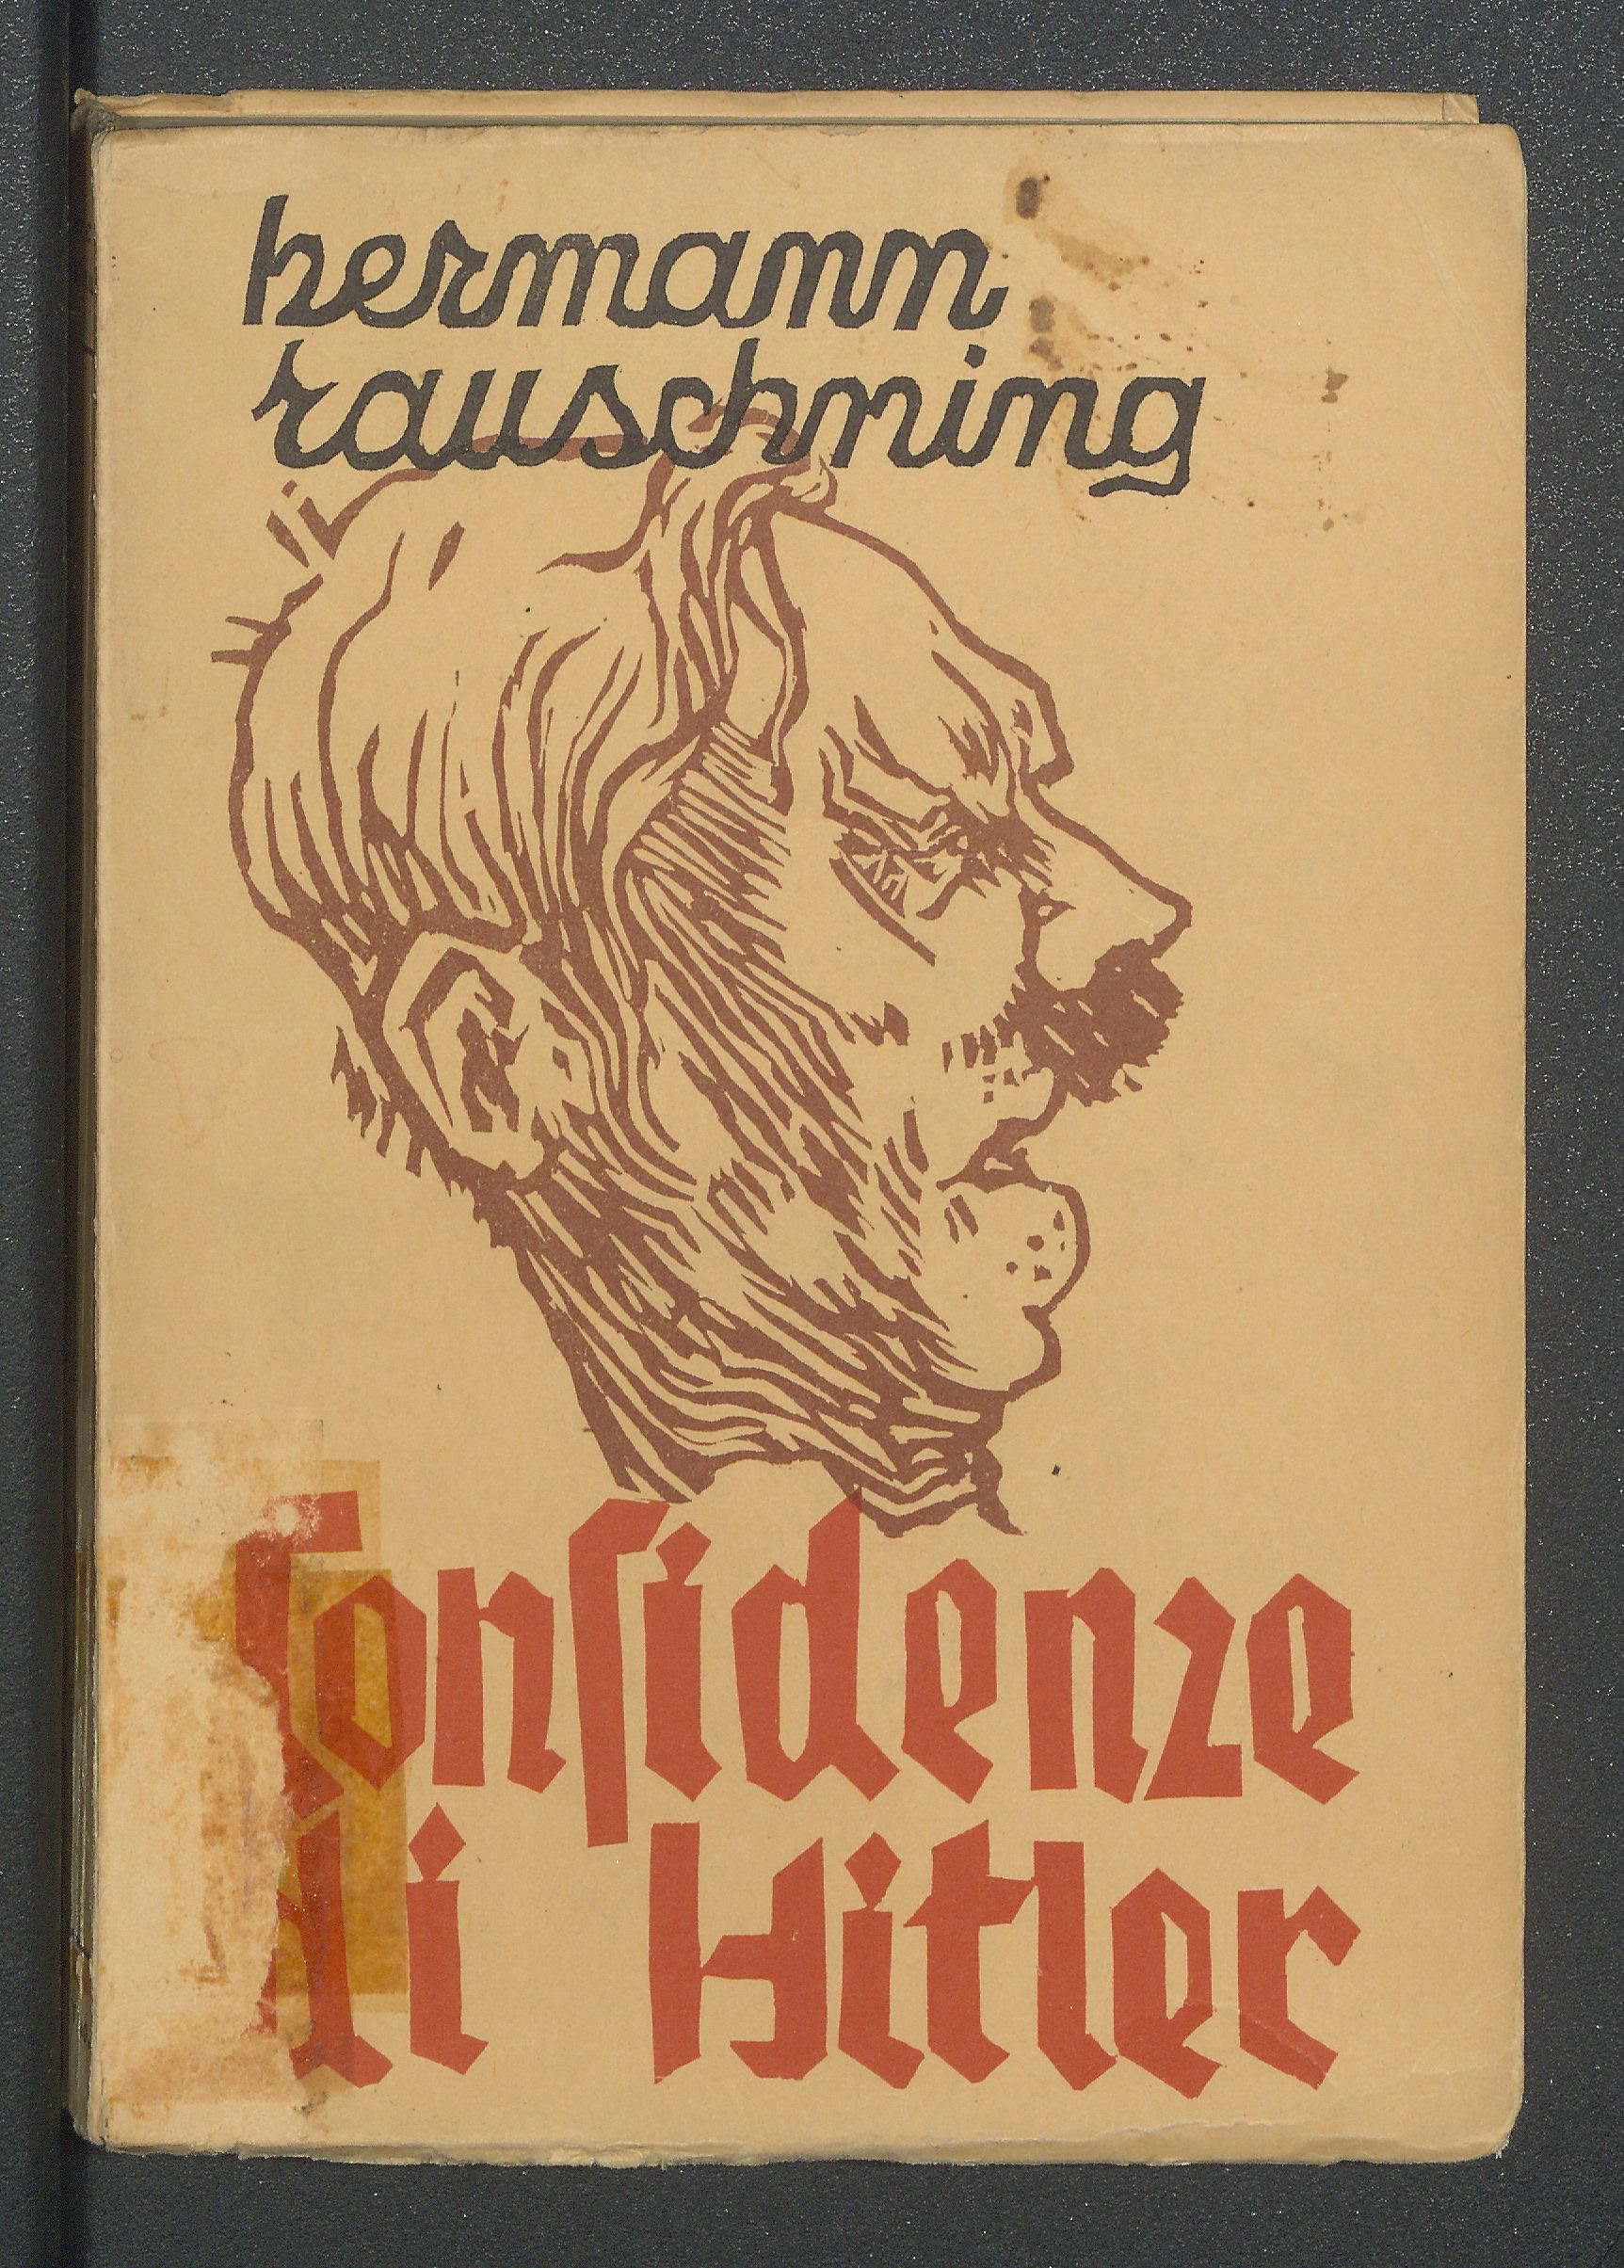 hermann
rauschning
Confidenze
di Hitler